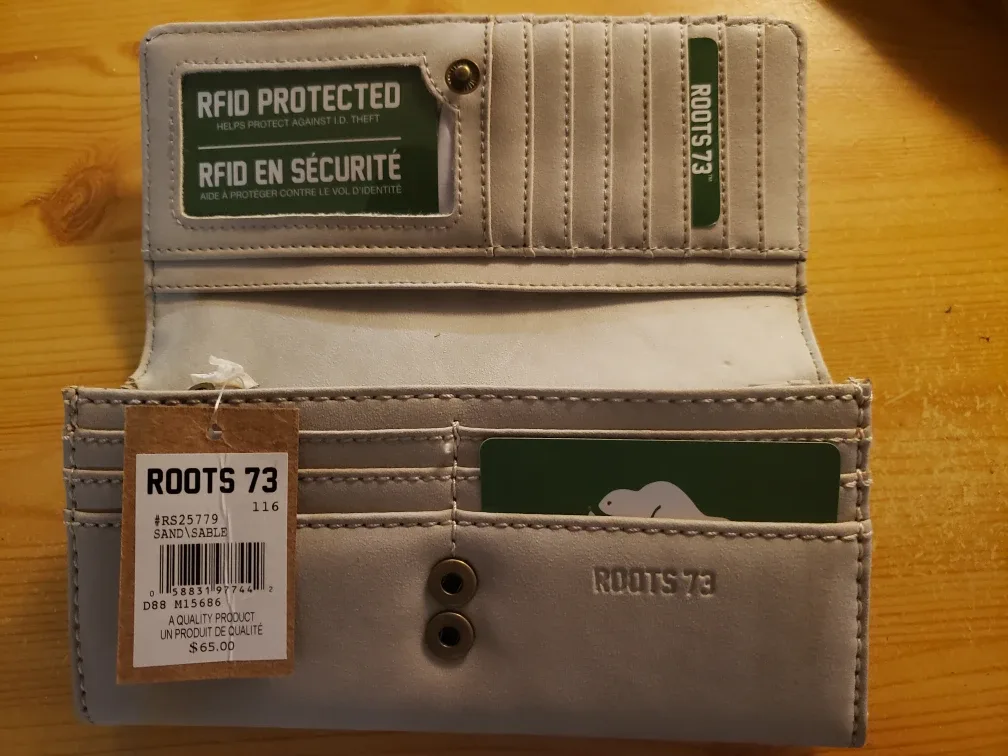 RFID PROTECTED
HELPS PROTECT AGAINST I.D. THEFT
RFID EN SÉCURITÉ
AIDE À PROTÉGER CONTRE LE VOL D'IDENTITÉ
ROOTS 73™
ROOTS 73
116
#RS25779
SAND\SABLE
0 58831 97744 2
D88 M15686
A QUALITY PRODUCT
UN PRODUIT DE QUALITÉ
$65.00
ROOTS 73